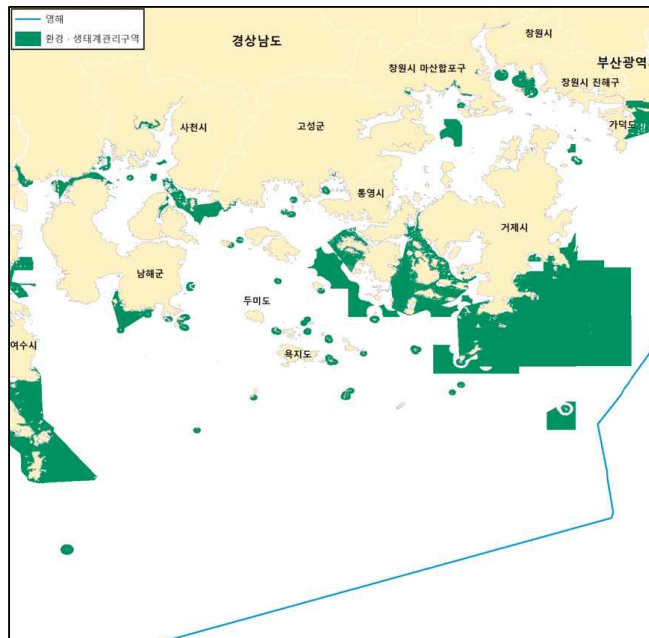 영해
환경·생태계관리구역
경상남도
창원시
부산광역
창원시 마산합포구
창원시 진해구
사천시
고성군
가덕도
통영시
거제시
남해군
두미도
여수시
욕지도